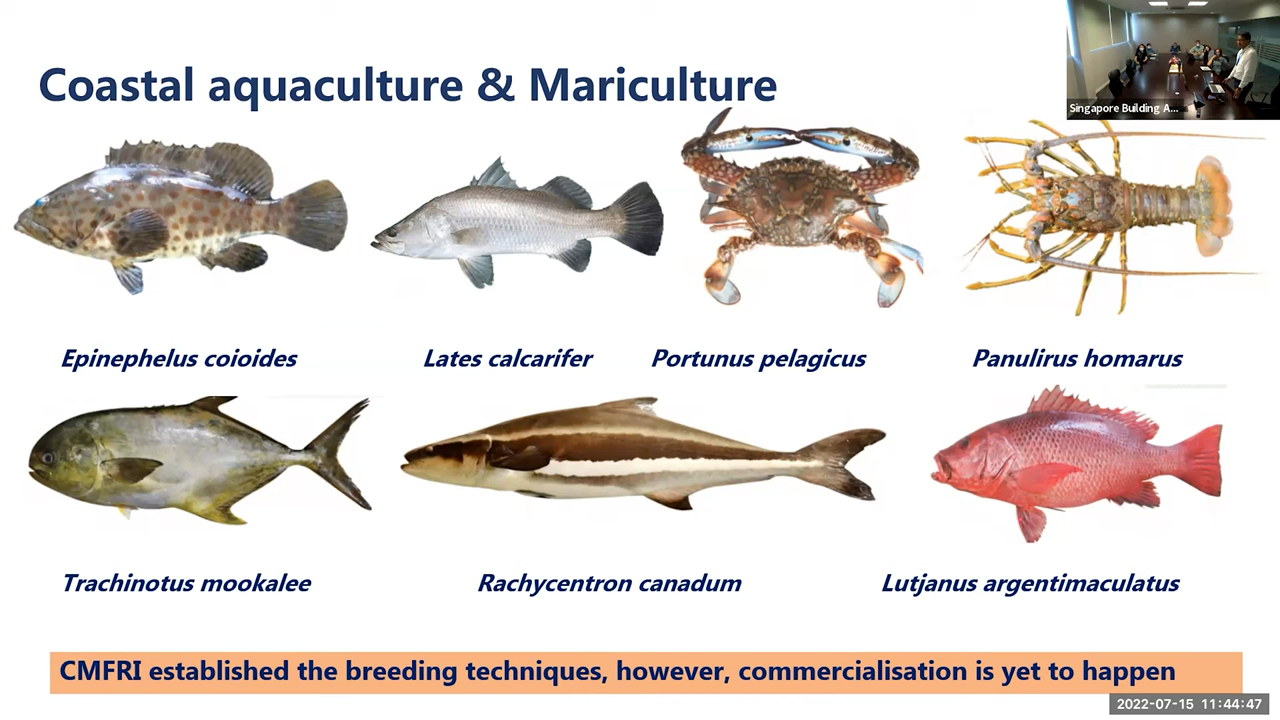 Coastal aquaculture & Mariculture
Singapore Building A...
Epinephelus coioides
Lates calcarifer
Portunus pelagicus
Panulirus homarus
Trachinotus mookalee
Rachycentron canadum
Lutjanus argentimaculatus
CMFRI established the breeding techniques, however, commercialisation is yet to happen
2022-07-15 11:44:47